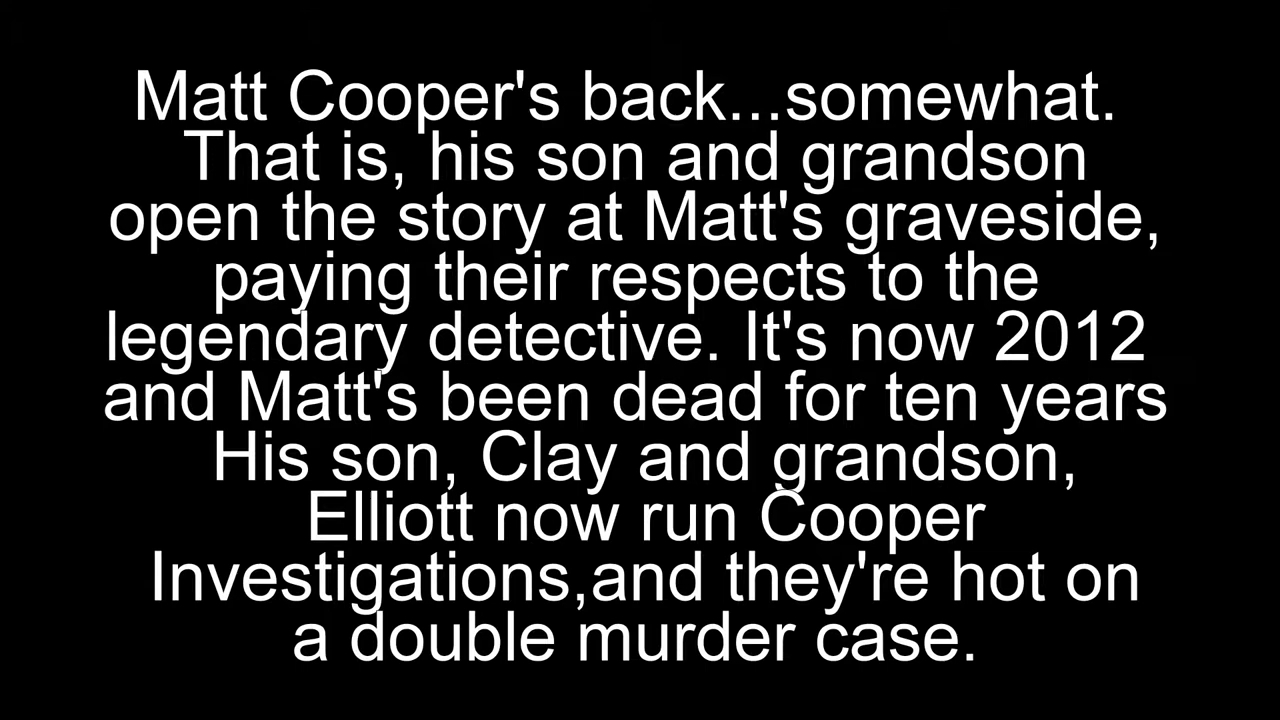 Matt Cooper's back...somewhat.
That is, his son and grandson
open the story at Matt's graveside,
paying their respects to the
legendary detective. It's now 2012
and Matt's been dead for ten years
His son, Clay and grandson,
Elliott now run Cooper
Investigations,and they're hot on
a double murder case.